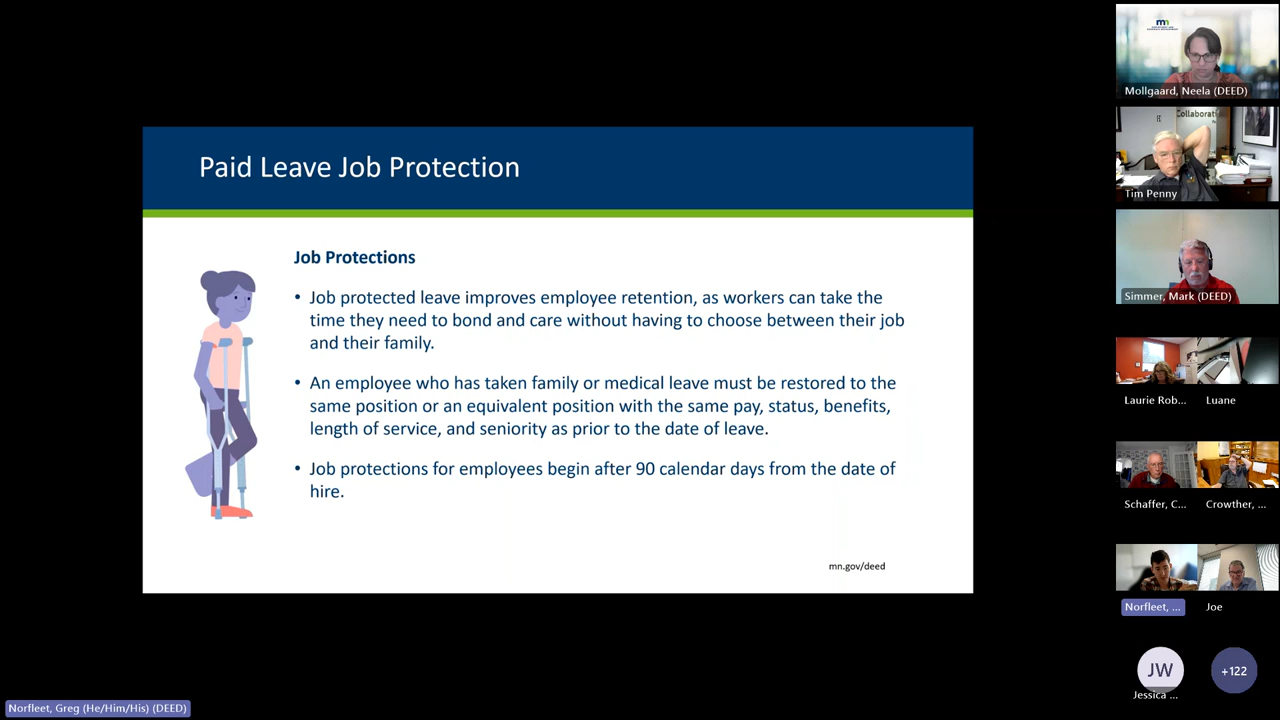 Paid Leave Job Protection
Job Protections
• Job protected leave improves employee retention, as workers can take the
time they need to bond and care without having to choose between their job
and their family.
• An employee who has taken family or medical leave must be restored to the
same position or an equivalent position with the same pay, status, benefits,
length of service, and seniority as prior to the date of leave.
• Job protections for employees begin after 90 calendar days from the date of
hire.
mn.gov/deed
Mollgaard, Neela (DEED)
Collaborati
Tim Penny
Simmer, Mark (DEED)
Laurie Rob...
Luane
Schaffer, C...
Crowther, ...
Norfleet, ...
Joe
JW
+122
Jessica ...
Norfleet, Greg (He/Him/His) (DEED)